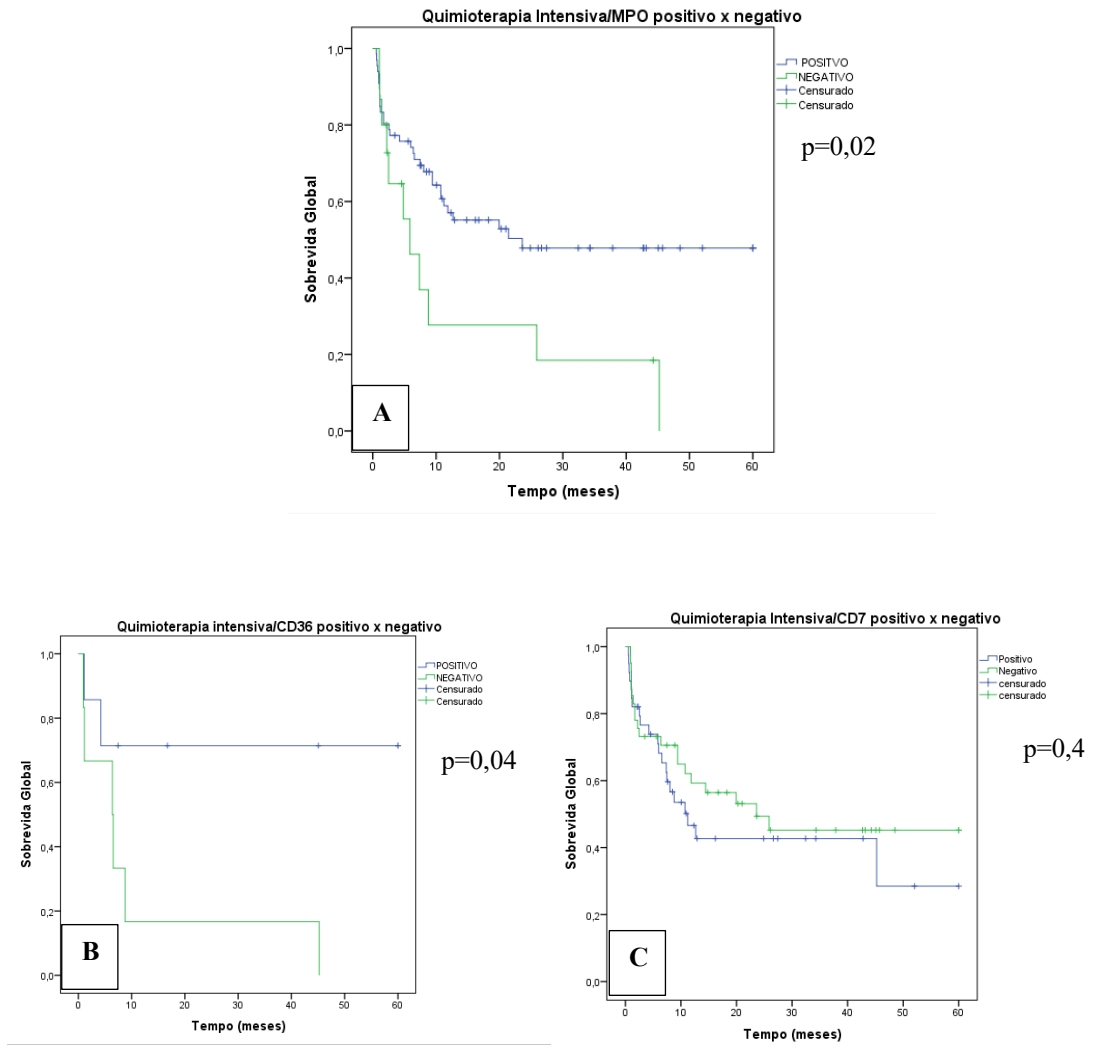 Quimioterapia Intensiva/MPO positivo x negativo
POSITVO
NEGATIVO
Censurado
Censurado
p=0,02
1,0
0,8
0,6
0,4
0,2
0,0
Sobrevida Global
A
0 10 20 30 40 50 60
Tempo (meses)
Quimioterapia intensiva/CD36 positivo x negativo
POSITIVO
NEGATIVO
Censurado
Censurado
p=0,04
1,0
0,8
0,6
0,4
0,2
0,0
Sobrevida Global
B
0 10 20 30 40 50 60
Tempo (meses)
Quimioterapia Intensiva/CD7 positivo x negativo
Positivo
Negativo
censurado
censurado
p=0,4
1,0
0,8
0,6
0,4
0,2
0,0
Sobrevida Global
C
0 10 20 30 40 50 60
Tempo (meses)